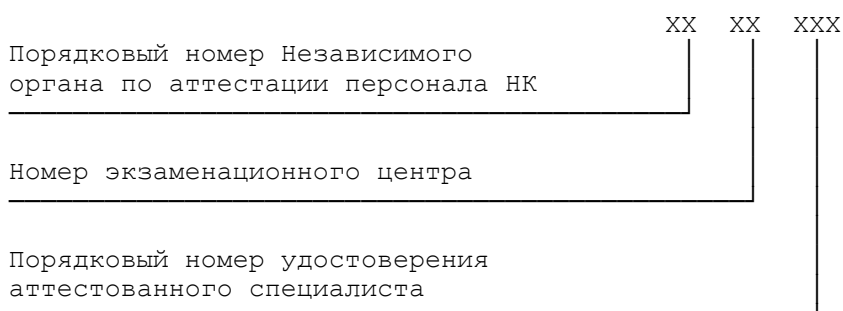 XX XX XXX
Порядковый номер Независимого
органа по аттестации персонала НК
Номер экзаменационного центра
Порядковый номер удостоверения
аттестованного специалиста